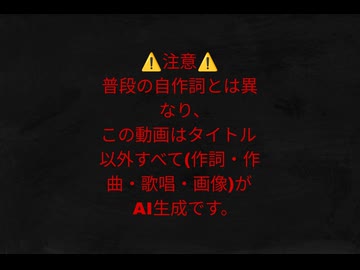 ⚠️注意⚠️
普段の自作詞とは異
なり、
この動画はタイトル
以外すべて(作詞・作
曲・歌唱・画像)が
AI生成です。